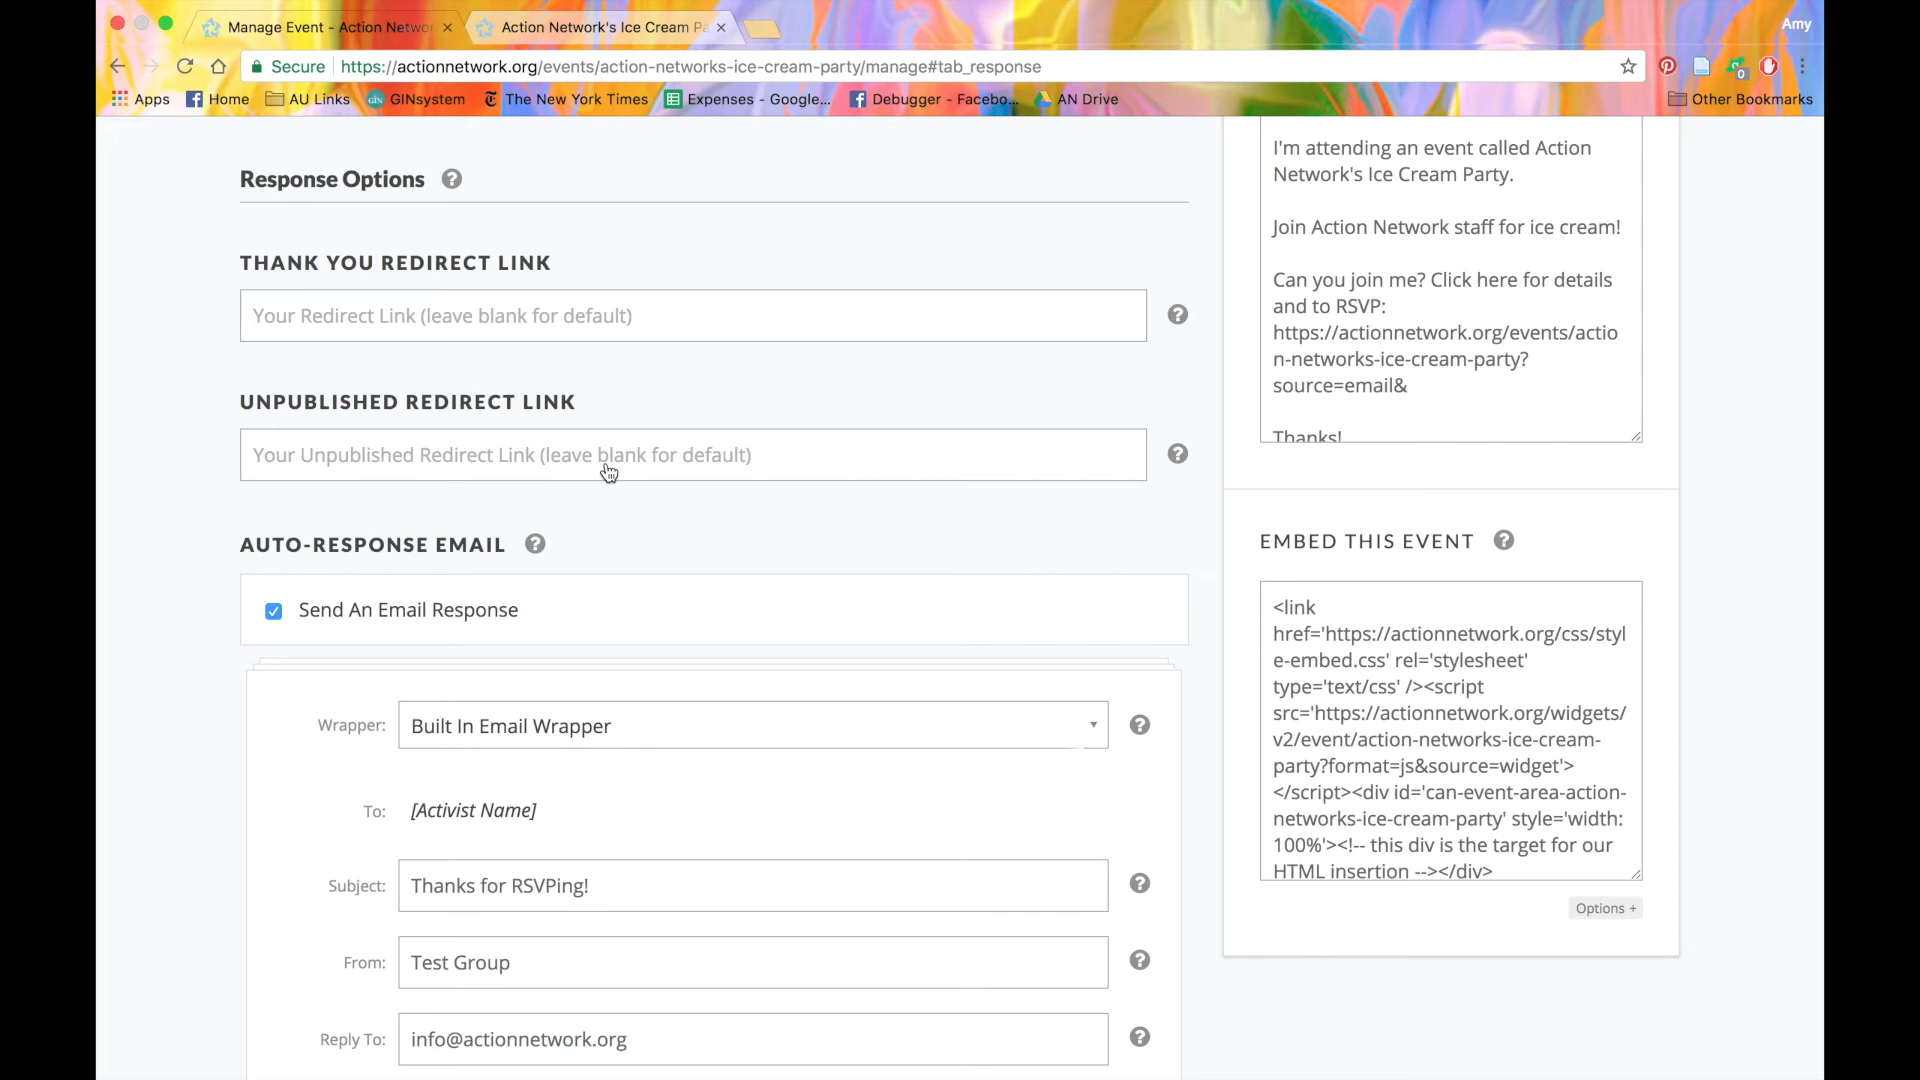 Manage Event - Action Networ
Action Network's Ice Cream Pa
Amy
Secure
https://actionnetwork.org/events/action-networks-ice-cream-party/manage#tab_response
Apps
Home
AU Links
GIN
GINsystem
The New York Times
Expenses - Google...
Debugger - Facebo...
AN Drive
Other Bookmarks
0
Response Options ?
THANK YOU REDIRECT LINK
Your Redirect Link (leave blank for default) ?
UNPUBLISHED REDIRECT LINK
Your Unpublished Redirect Link (leave blank for default) ?
AUTO-RESPONSE EMAIL ?
Send An Email Response
Wrapper: Built In Email Wrapper ?
To: [Activist Name]
Subject: Thanks for RSVPing! ?
From: Test Group ?
Reply To: info@actionnetwork.org ?
I'm attending an event called Action
Network's Ice Cream Party.
Join Action Network staff for ice cream!
Can you join me? Click here for details
and to RSVP:
https://actionnetwork.org/events/actio
n-networks-ice-cream-party?
source=email&
Thanks!
EMBED THIS EVENT ?
<link
href='https://actionnetwork.org/css/styl
e-embed.css' rel='stylesheet'
type='text/css' /><script
src='https://actionnetwork.org/widgets/
v2/event/action-networks-ice-cream-
party?format=js&source=widget'>
</script><div id='can-event-area-action-
networks-ice-cream-party' style='width:
100%'><!-- this div is the target for our
HTML insertion --></div>
Options +